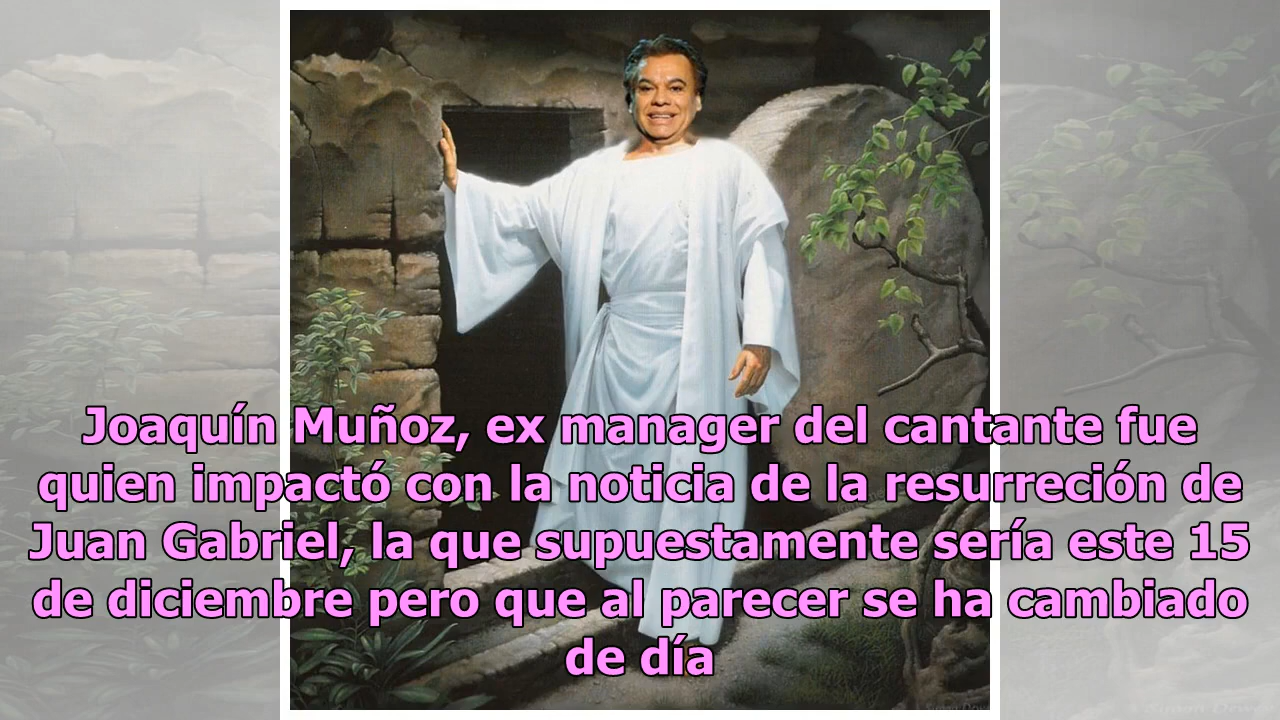 Joaquín Muñoz, ex manager del cantante fue
quien impactó con la noticia de la resurreción de
Juan Gabriel, la que supuestamente sería este 15
de diciembre pero que al parecer se ha cambiado
de día